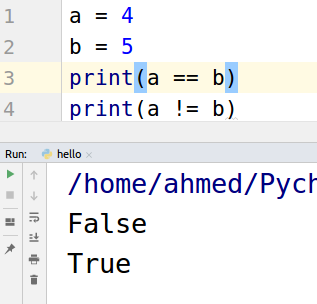 1 a = 4
2 b = 5
3 print(a == b)
4 print(a != b)
Run: hello ×
/home/ahmed/Pych
False
True